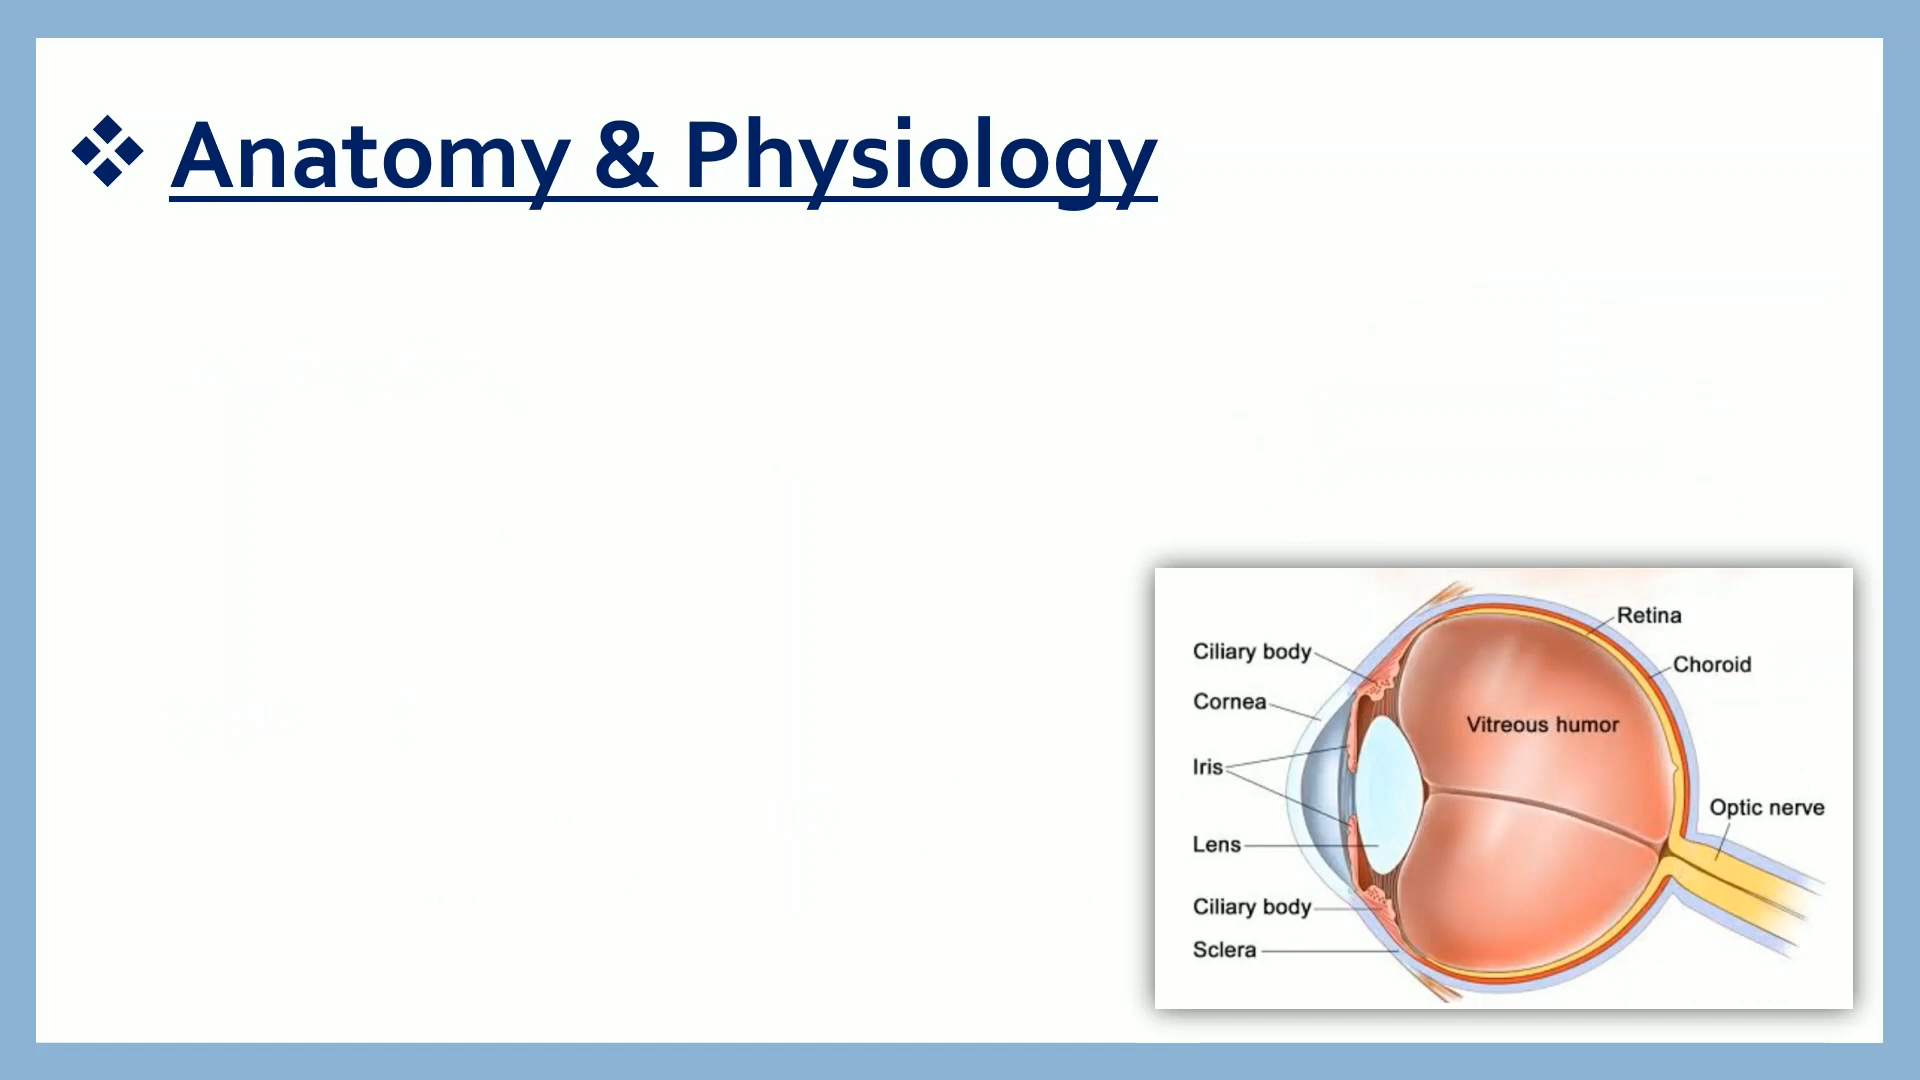 Anatomy & Physiology
Retina
Ciliary body
Choroid
Cornea
Vitreous humor
Iris
Optic nerve
Lens
Ciliary body
Sclera